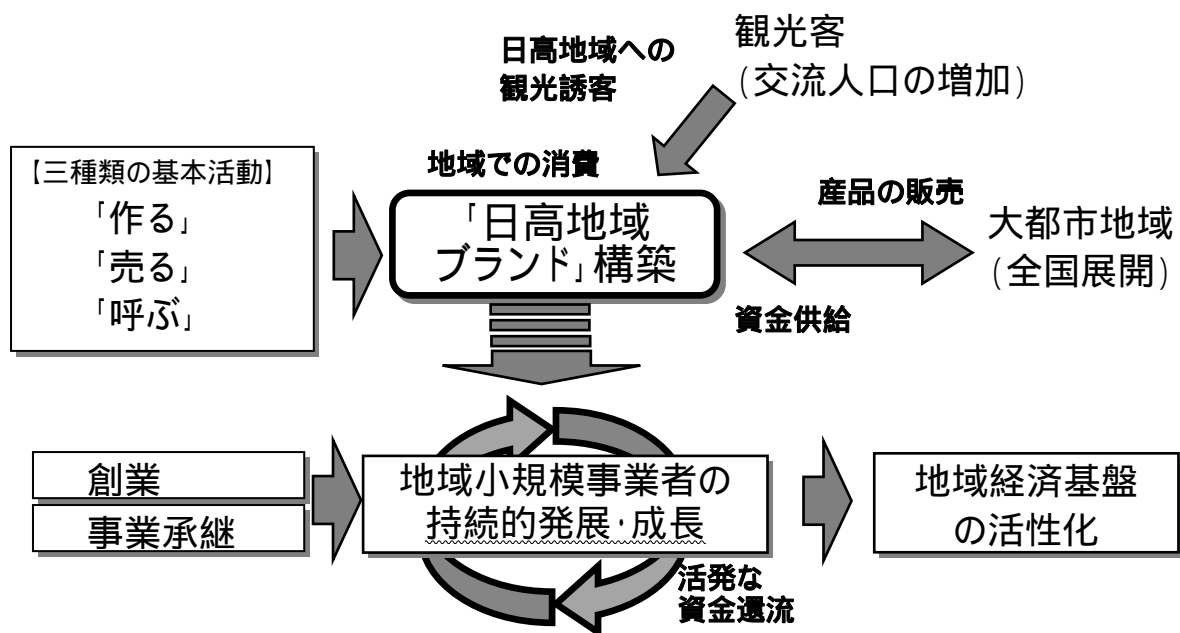 日高地域への
観光誘客
観光客
(交流人口の増加)
【三種類の基本活動】
「作る」
「売る」
「呼ぶ」
地域での消費
「日高地域
ブランド」構築
産品の販売
大都市地域
(全国展開)
資金供給
創業
事業承継
地域小規模事業者の
持続的発展・成長
活発な
資金還流
地域経済基盤
の活性化